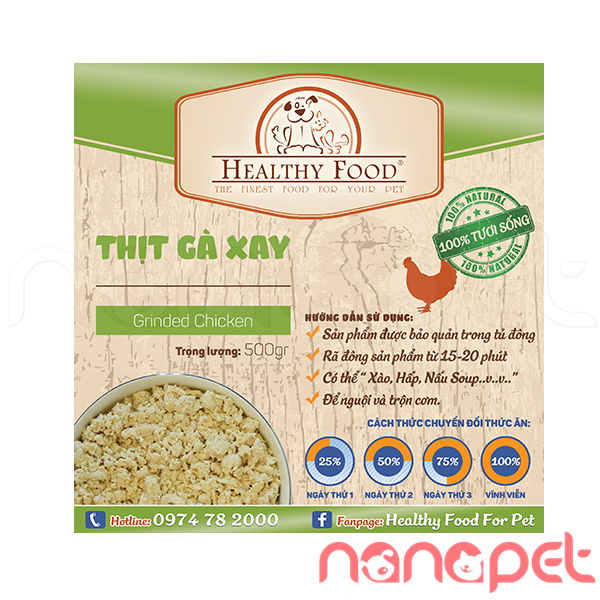 nanapet
HEALTHY FOOD®
THE FINEST FOOD FOR YOUR PET
THỊT GÀ XAY
100% NATURAL
100% TƯƠI SỐNG
100% NATURAL
Grinded Chicken
Trọng lượng: 500gr
HƯỚNG DẪN SỬ DỤNG:
Sản phẩm được bảo quản trong tủ đông
Rã đông sản phẩm từ 15-20 phút
Có thể “ Xào, Hấp, Nấu Soup..v..v..”
Để nguội và trộn cơm.
CÁCH THỨC CHUYỂN ĐỔI THỨC ĂN:
25% 50% 75% 100%
NGÀY THỨ 1 NGÀY THỨ 2 NGÀY THỨ 3 VĨNH VIỄN
Hotline: 0974 78 2000 Fanpage: Healthy Food For Pet
nanapet